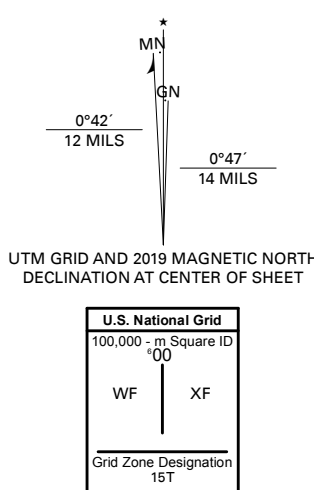 ★
MN
GN
0°42´
12 MILS
0°47´
14 MILS
UTM GRID AND 2019 MAGNETIC NORTH
DECLINATION AT CENTER OF SHEET
U.S. National Grid
100,000 - m Square ID
⁶00
WF XF
Grid Zone Designation
15T